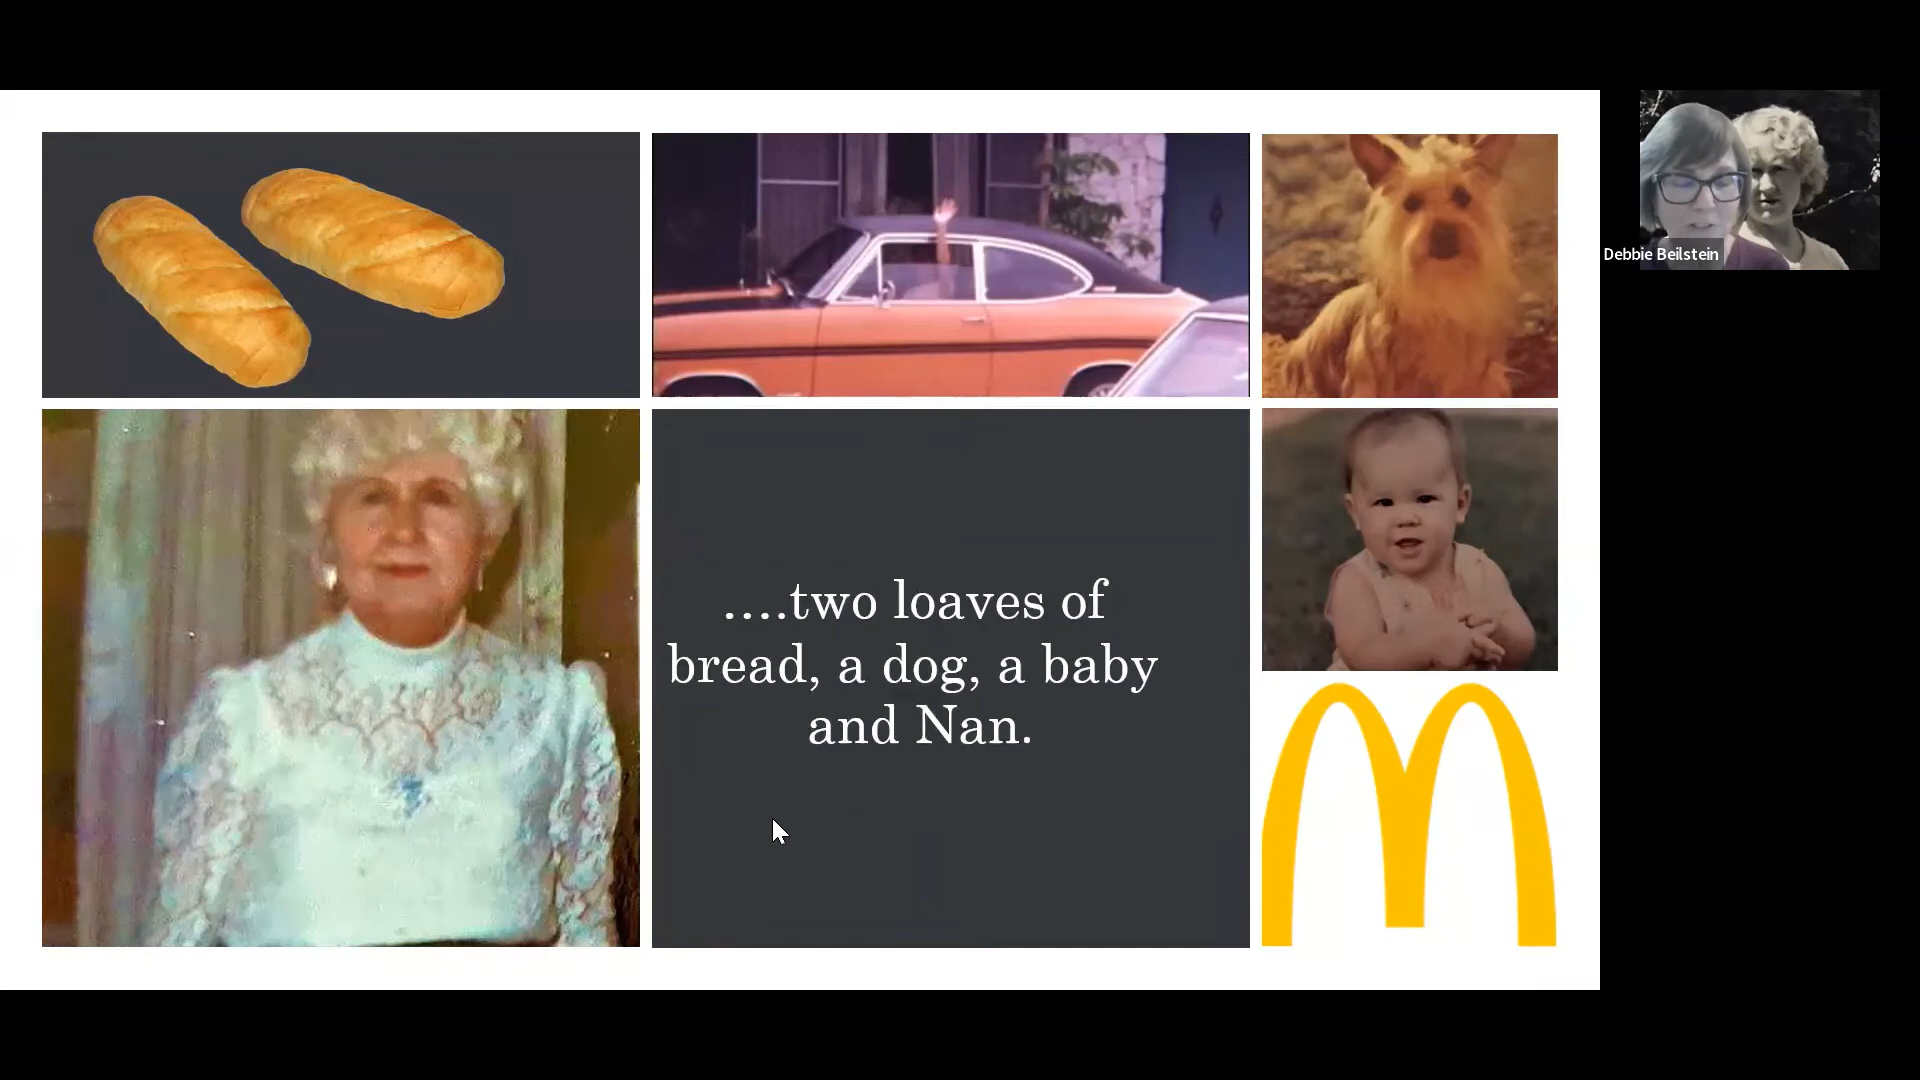 Debbie Beilstein
....two loaves of
bread, a dog, a baby
and Nan.